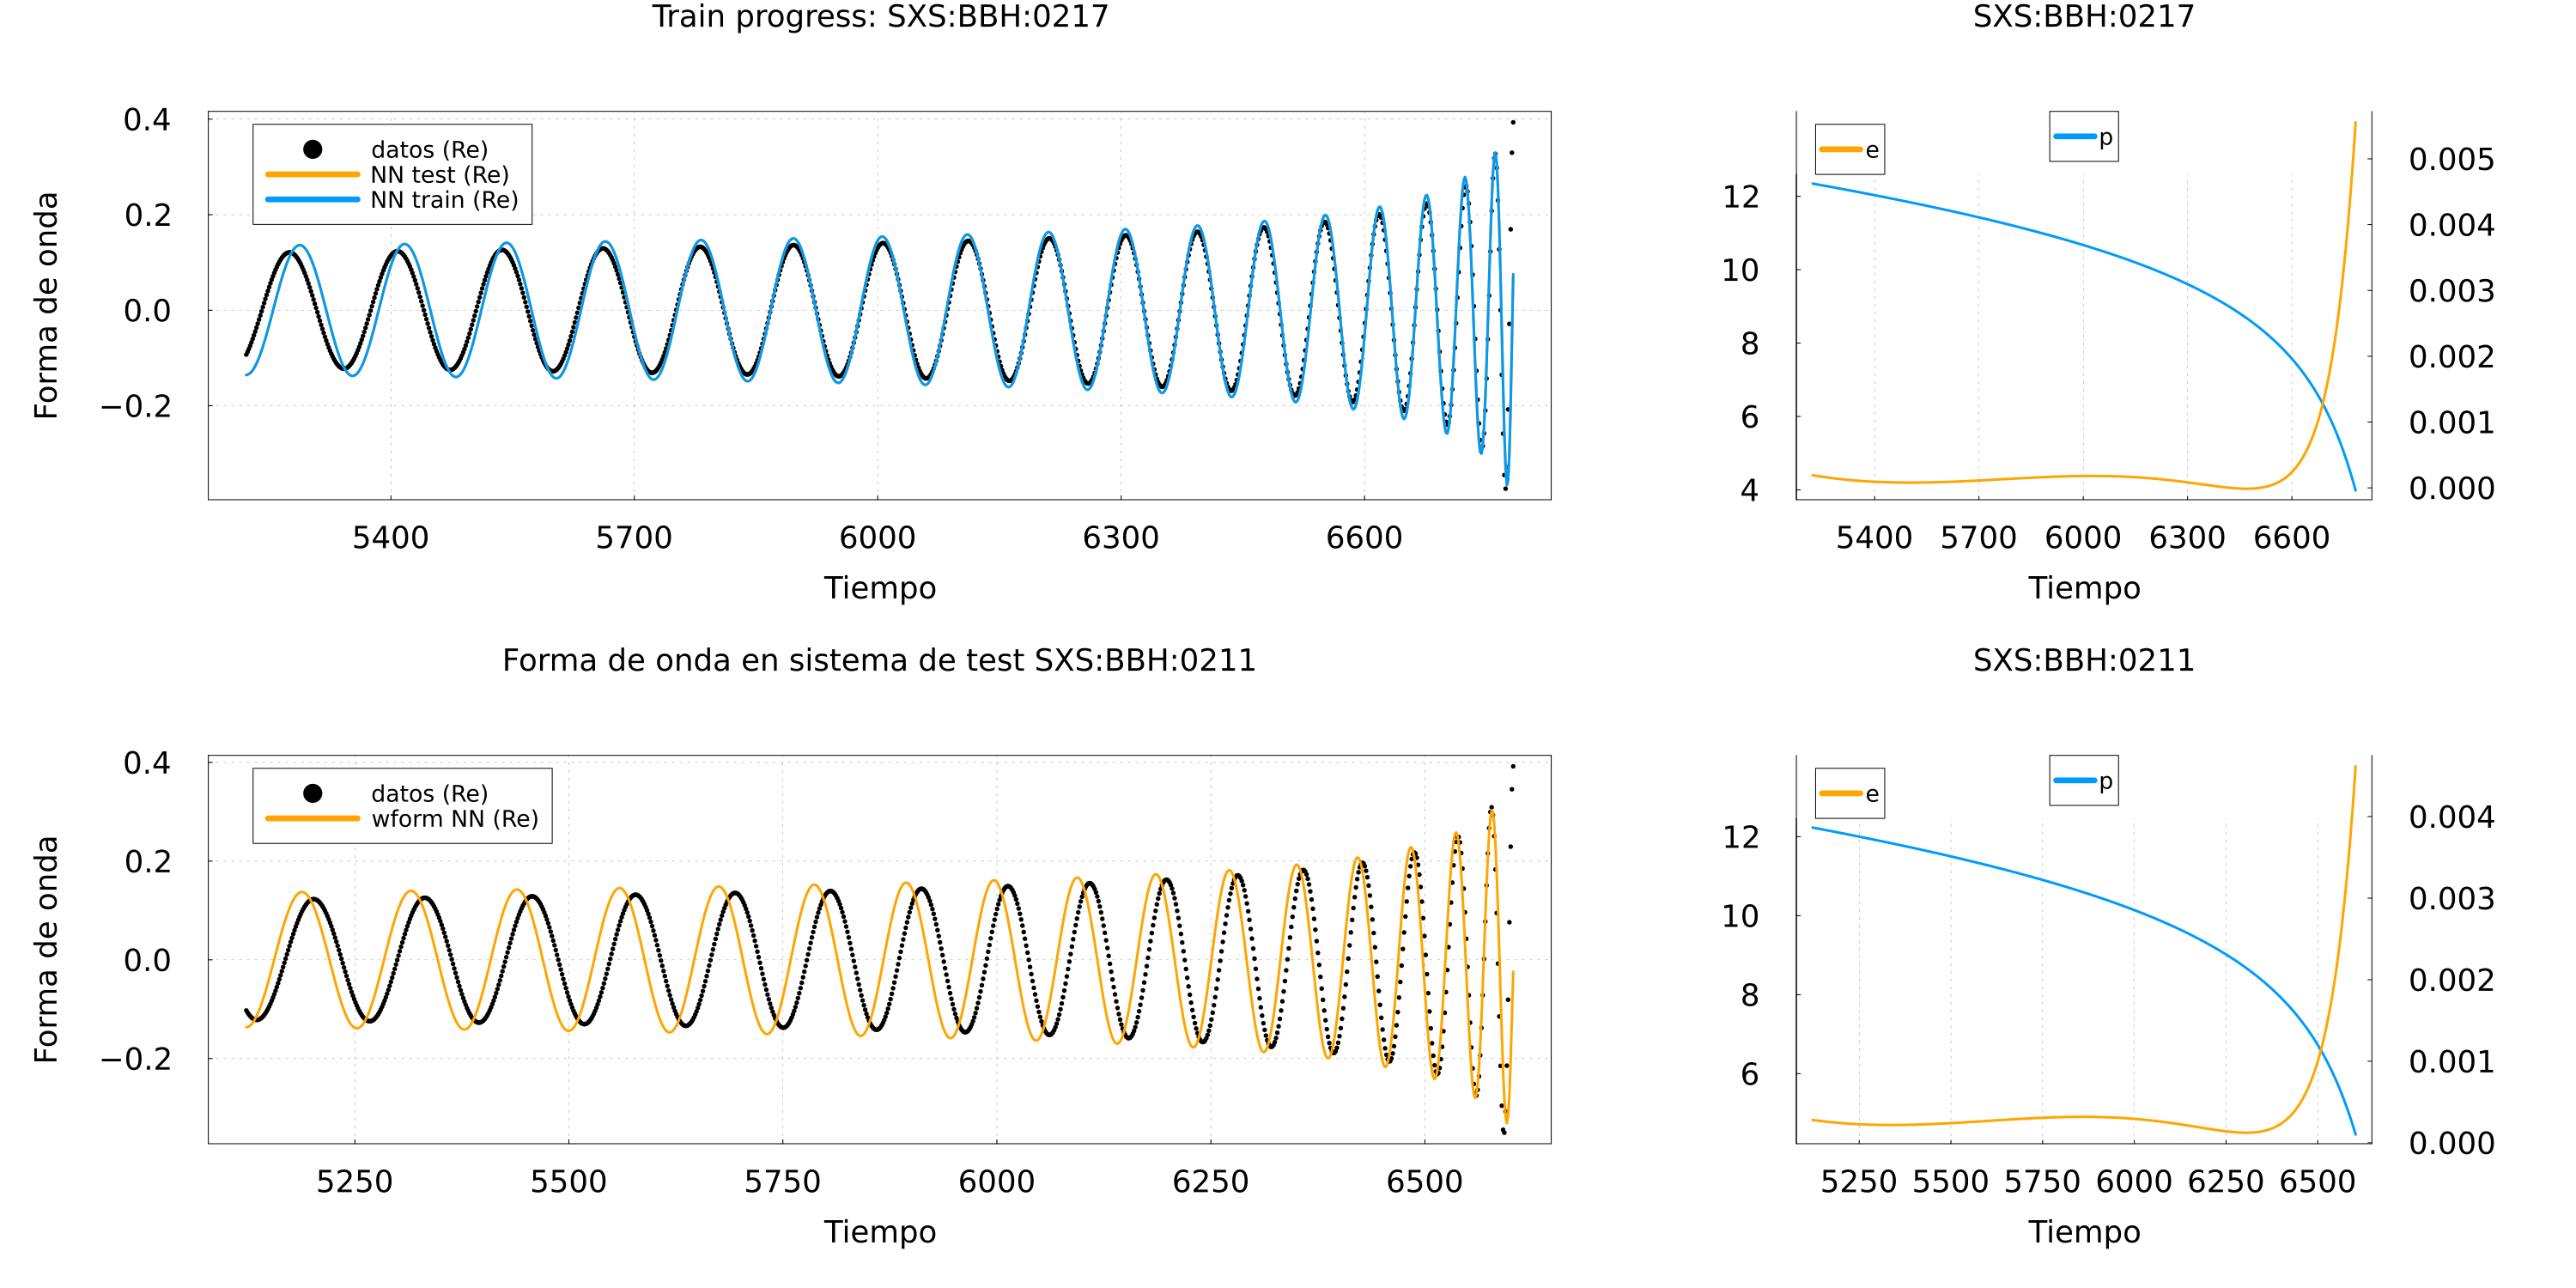 Train progress: SXS:BBH:0217
Forma de onda
0.4
0.2
0.0
−0.2
datos (Re)
NN test (Re)
NN train (Re)
5400 5700 6000 6300 6600
Tiempo
SXS:BBH:0217
12
10
8
6
4
e
p
0.005
0.004
0.003
0.002
0.001
0.000
5400 5700 6000 6300 6600
Tiempo
Forma de onda en sistema de test SXS:BBH:0211
Forma de onda
0.4
0.2
0.0
−0.2
datos (Re)
wform NN (Re)
5250 5500 5750 6000 6250 6500
Tiempo
SXS:BBH:0211
12
10
8
6
e
p
0.004
0.003
0.002
0.001
0.000
5250 5500 5750 6000 6250 6500
Tiempo